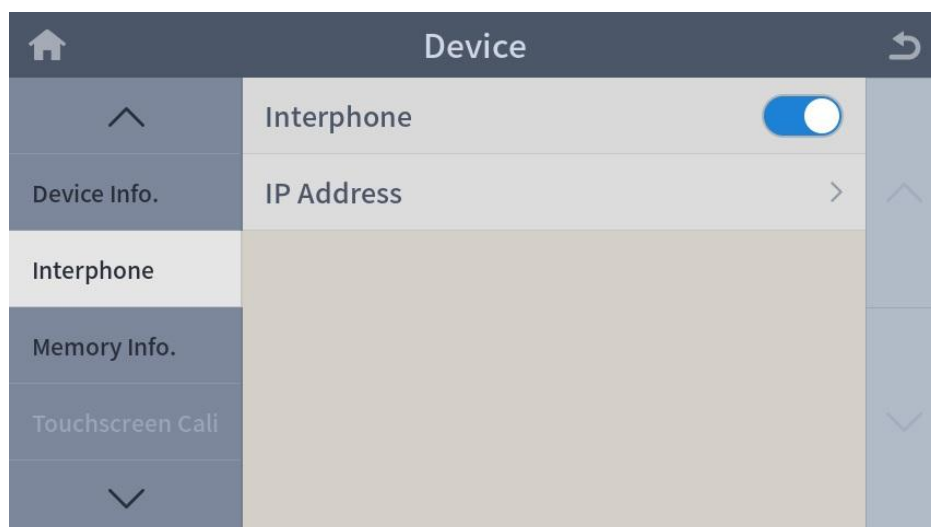 Device
Interphone
IP Address
Device Info.
Interphone
Memory Info.
Touchscreen Cali